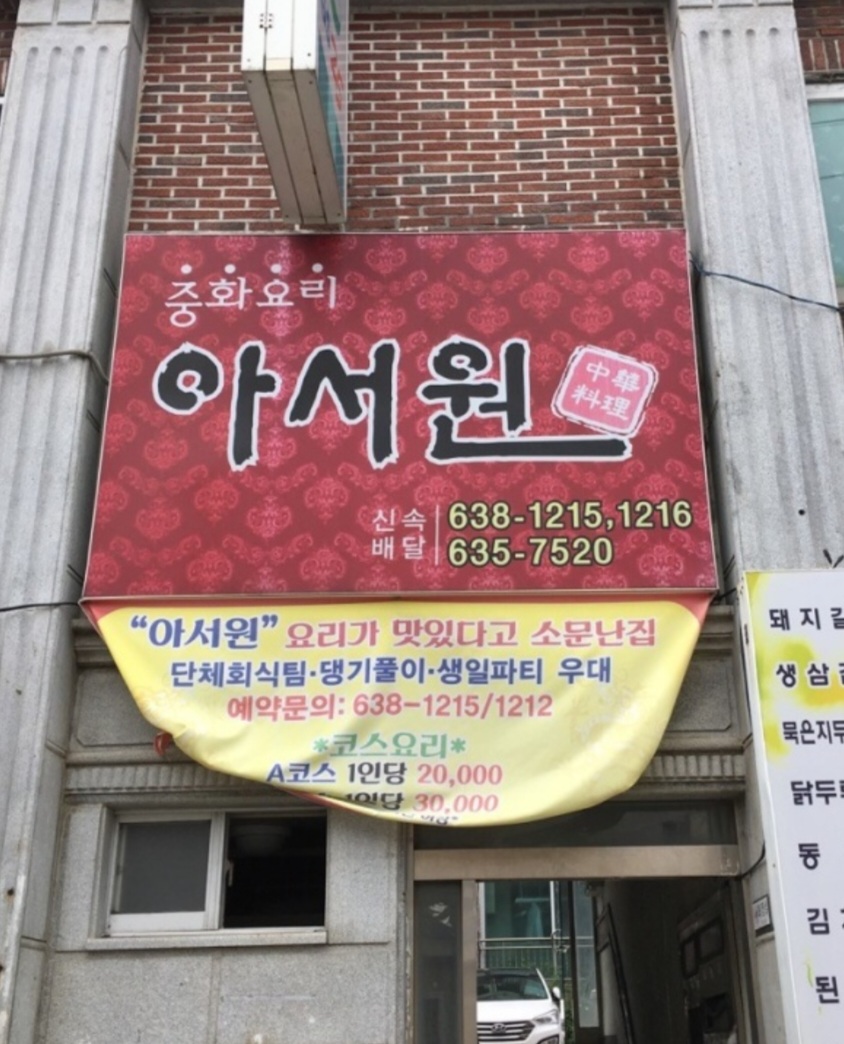 중화요리
아서원
中華
料理
신속 배달
638-1215,1216
635-7520
"아서원" 요리가 맛있다고 소문난집
단체회식팀·댕기풀이·생일파티 우대
예약문의: 638-1215/1212
*코스요리*
A코스 1인당 20,000
1인당 30,000
돼지갈
생삼겹
묵은지두
닭두루
동
김
된